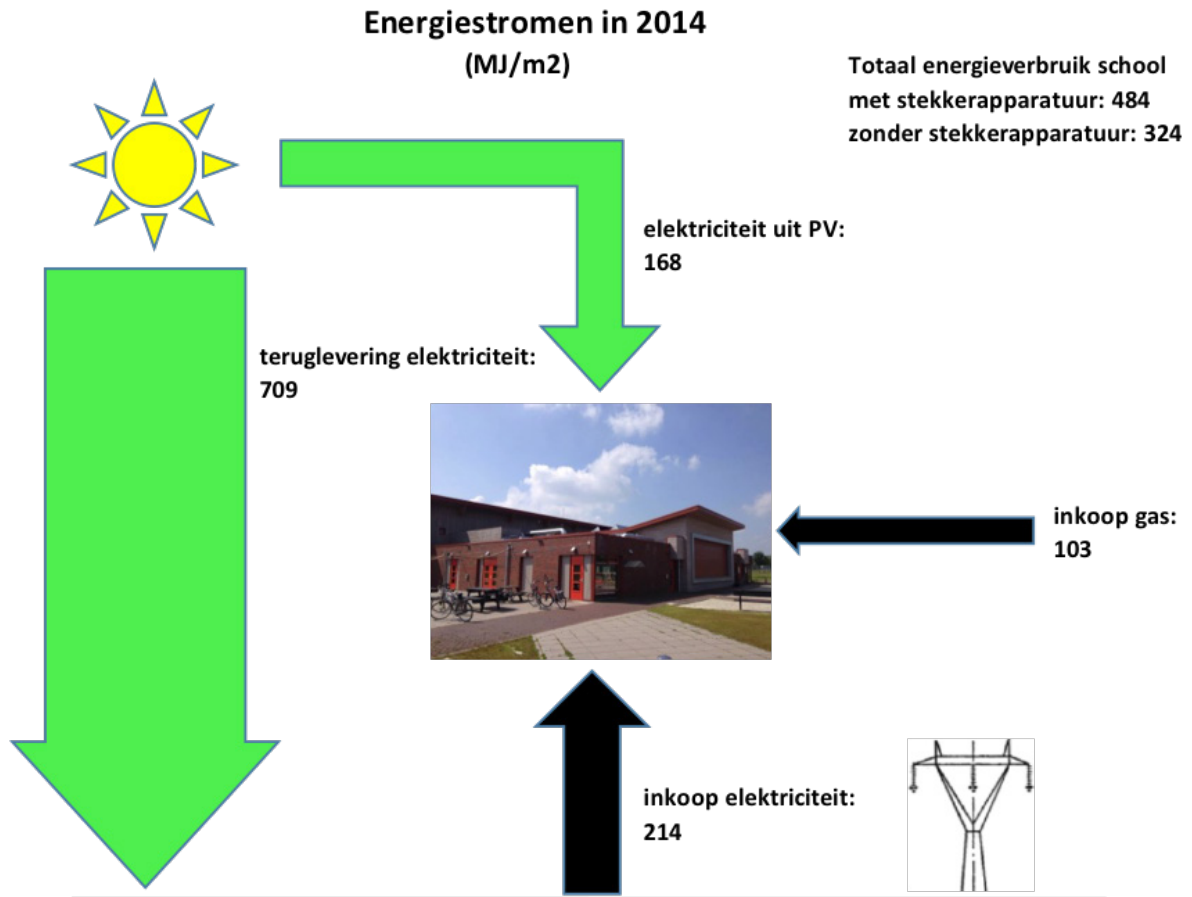 Energiestromen in 2014
(MJ/m2)
Totaal energieverbruik school
met stekkerapparatuur: 484
zonder stekkerapparatuur: 324
elektriciteit uit PV:
168
teruglevering elektriciteit:
709
inkoop gas:
103
inkoop elektriciteit:
214